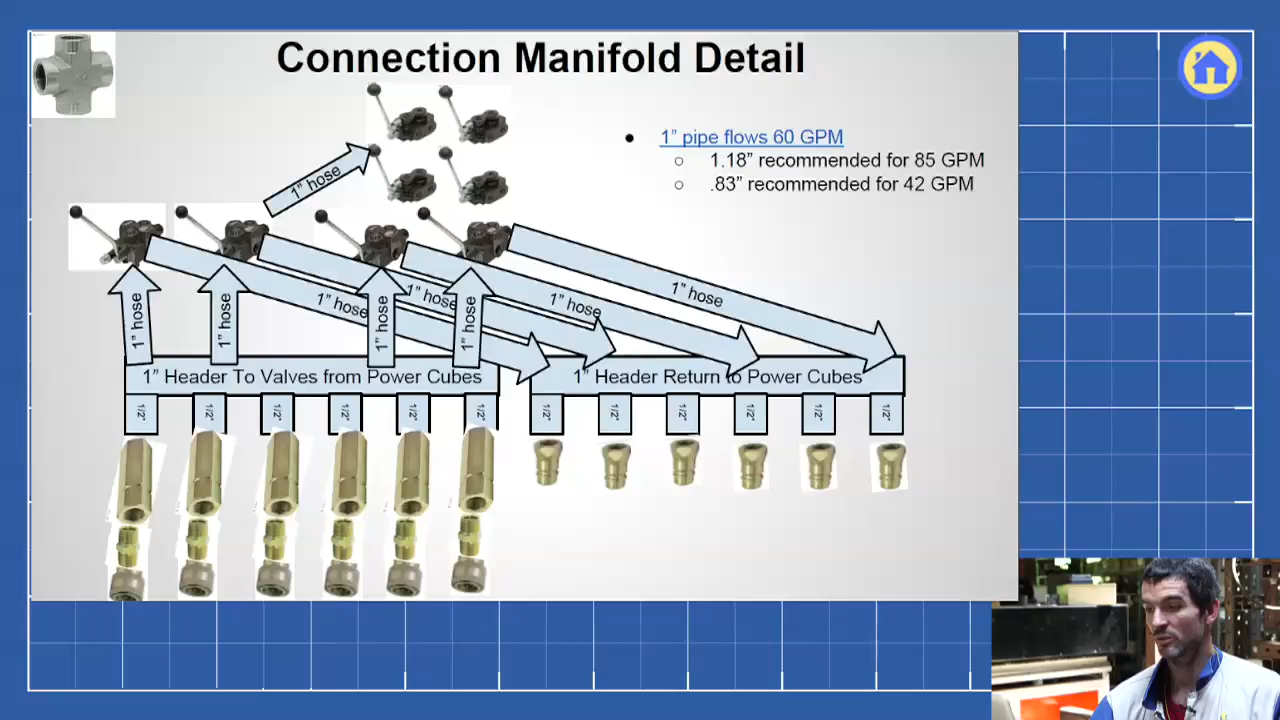 Connection Manifold Detail
1” pipe flows 60 GPM
1.18” recommended for 85 GPM
.83” recommended for 42 GPM
1” hose
1” hose
1” hose
1” hose
1” hose
1” hose
1” hose
1” hose
1” hose
1” Header To Valves from Power Cubes
1” Header Return to Power Cubes
1/2”
1/2”
1/2”
1/2”
1/2”
1/2”
1/2”
1/2”
1/2”
1/2”
1/2”
1/2”